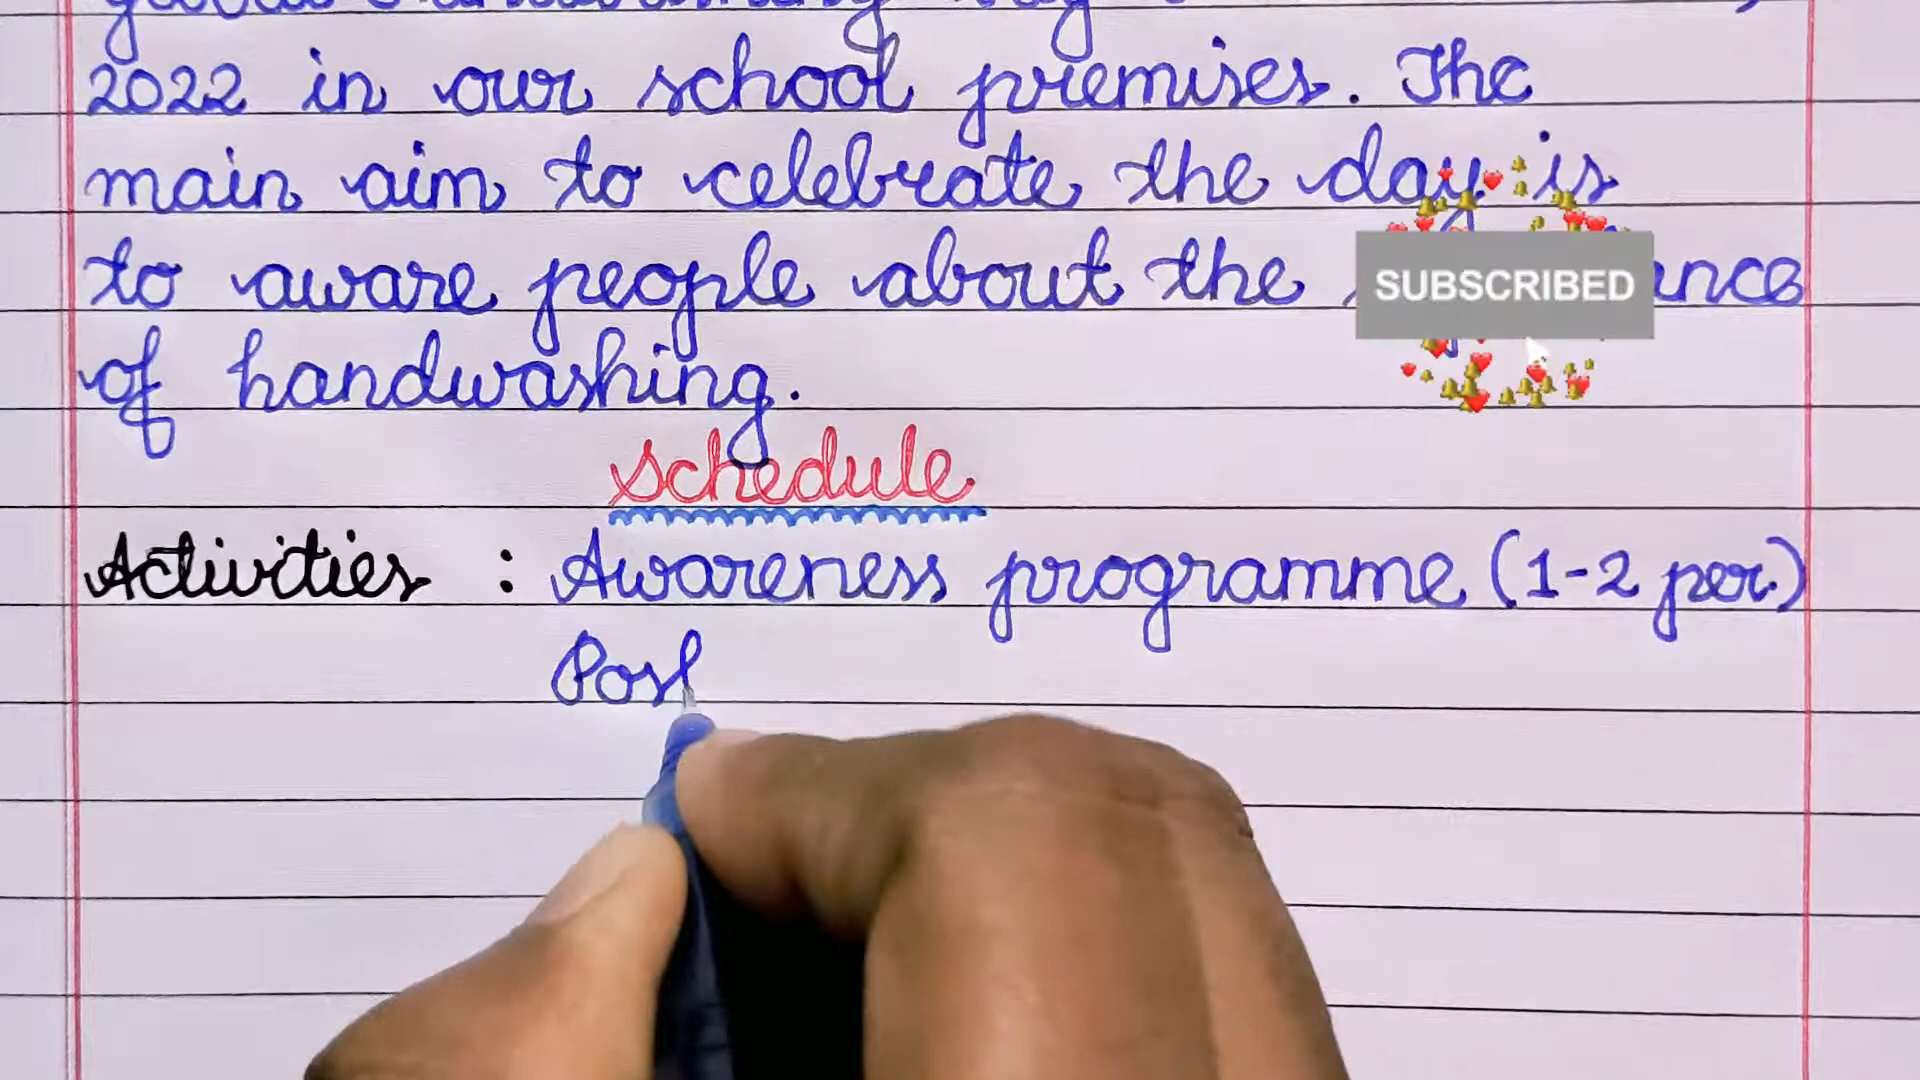 2022 in our school premises. The
main aim to celebrate the day is
to aware people about the
SUBSCRIBED
of handwashing.
schedule
Activities : Awareness programme (1-2 per.)
Post